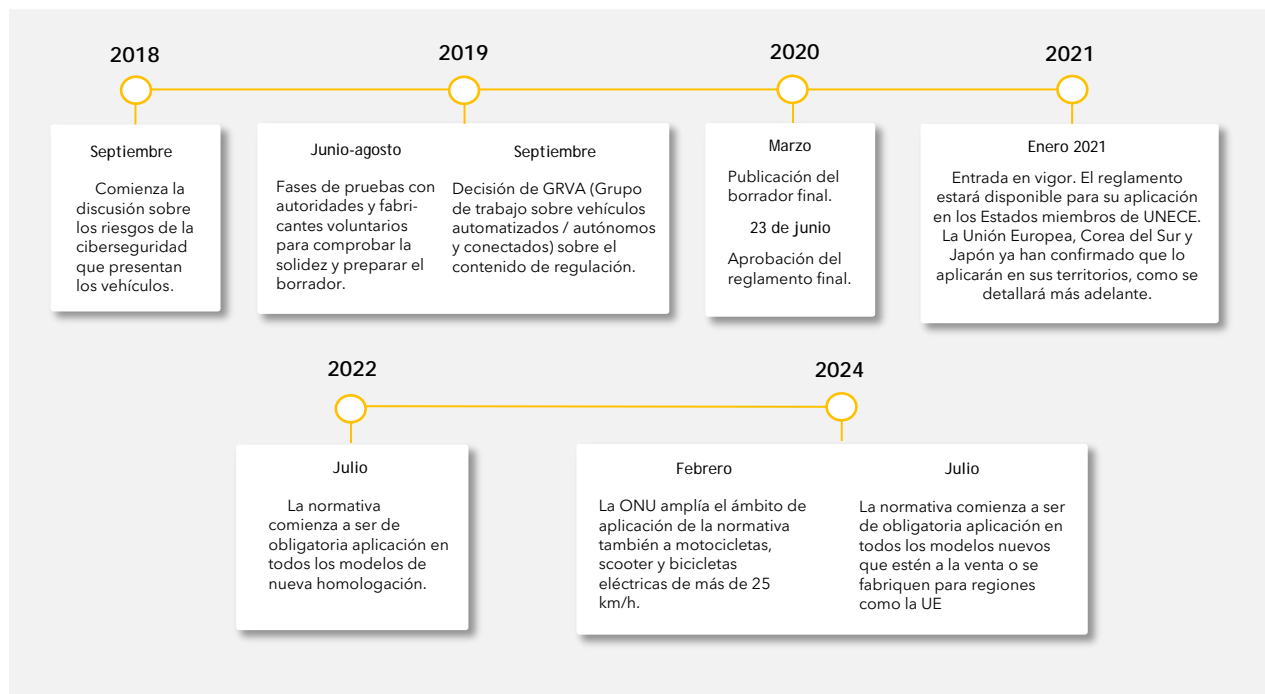 2018
Septiembre
Comienza la
discusión sobre
los riesgos de la
ciberseguridad
que presentan
los vehículos.
2019
Junio-agosto
Fases de pruebas con
autoridades y fabri-
cantes voluntarios
para comprobar la
solidez y preparar el
borrador.
Septiembre
Decisión de GRVA (Grupo
de trabajo sobre vehículos
automatizados / autónomos
y conectados) sobre el
contenido de regulación.
2020
Marzo
Publicación del
borrador final.
23 de junio
Aprobación del
reglamento final.
2021
Enero 2021
Entrada en vigor. El reglamento
estará disponible para su aplicación
en los Estados miembros de UNECE.
La Unión Europea, Corea del Sur y
Japón ya han confirmado que lo
aplicarán en sus territorios, como se
detallará más adelante.
2022
Julio
La normativa
comienza a ser de
obligatoria aplicación en
todos los modelos de
nueva homologación.
2024
Febrero
La ONU amplía el ámbito de
aplicación de la normativa
también a motocicletas,
scooter y bicicletas
eléctricas de más de 25
km/h.
Julio
La normativa comienza a ser
de obligatoria aplicación en
todos los modelos nuevos
que estén a la venta o se
fabriquen para regiones
como la UE